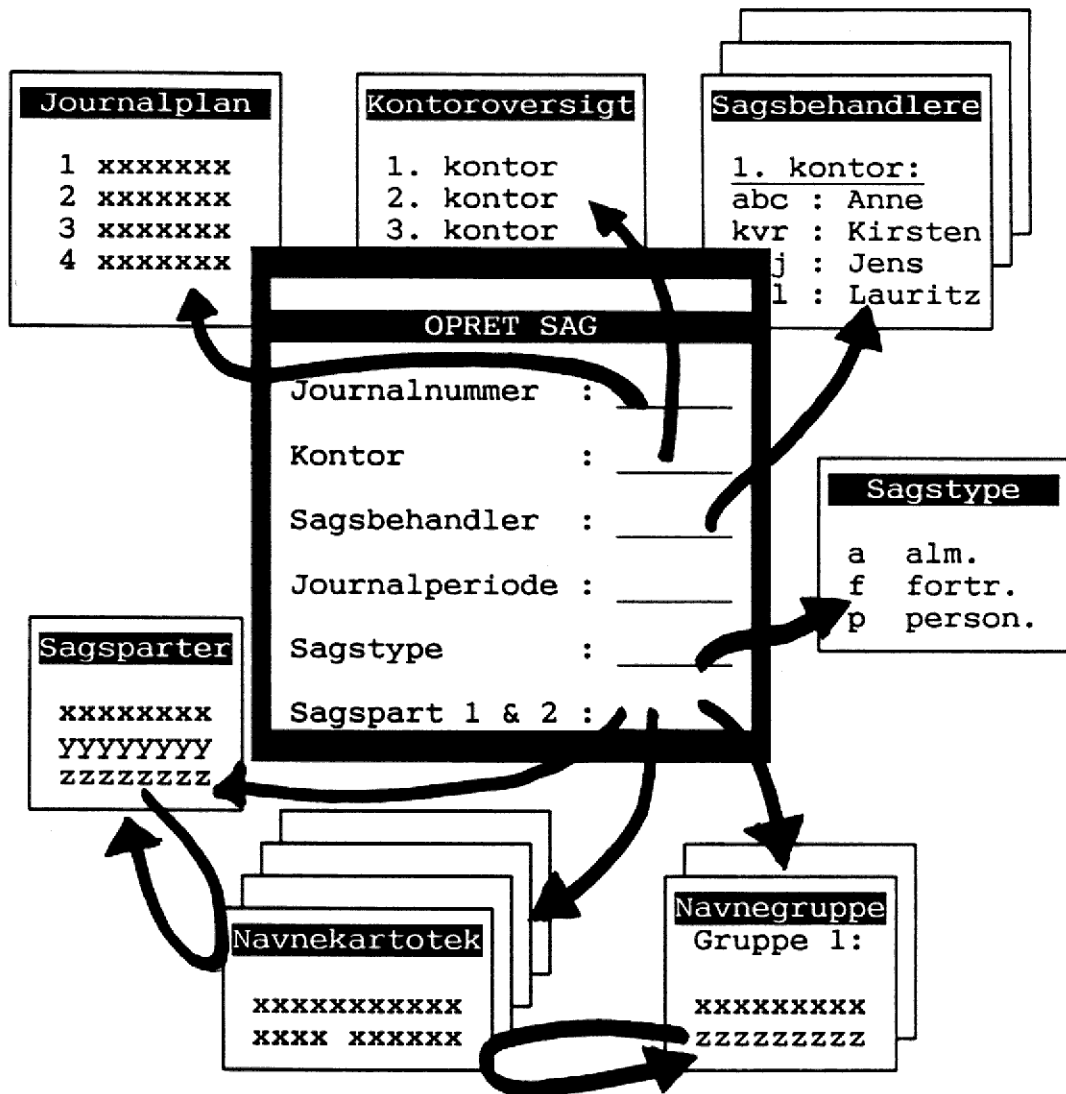 Journalplan
1 xxxxxxx
2 xxxxxxx
3 xxxxxxx
4 xxxxxxx
Kontoroversigt
1. kontor
2. kontor
3. kontor
Sagsbehandlere
1. kontor:
abc : Anne
kvr : Kirsten
j : Jens
l : Lauritz
OPRET SAG
Journalnummer :
Kontor :
Sagsbehandler :
Journalperiode :
Sagstype :
Sagspart 1 & 2 :
Sagstype
a alm.
f fortr.
p person.
Sagsparter
xxxxxxxx
yyyyyyyy
zzzzzzzz
Navnekartotek
xxxxxxxxxxx
xxxx xxxxxx
Navnegruppe
Gruppe 1:
xxxxxxxxx
zzzzzzzzz